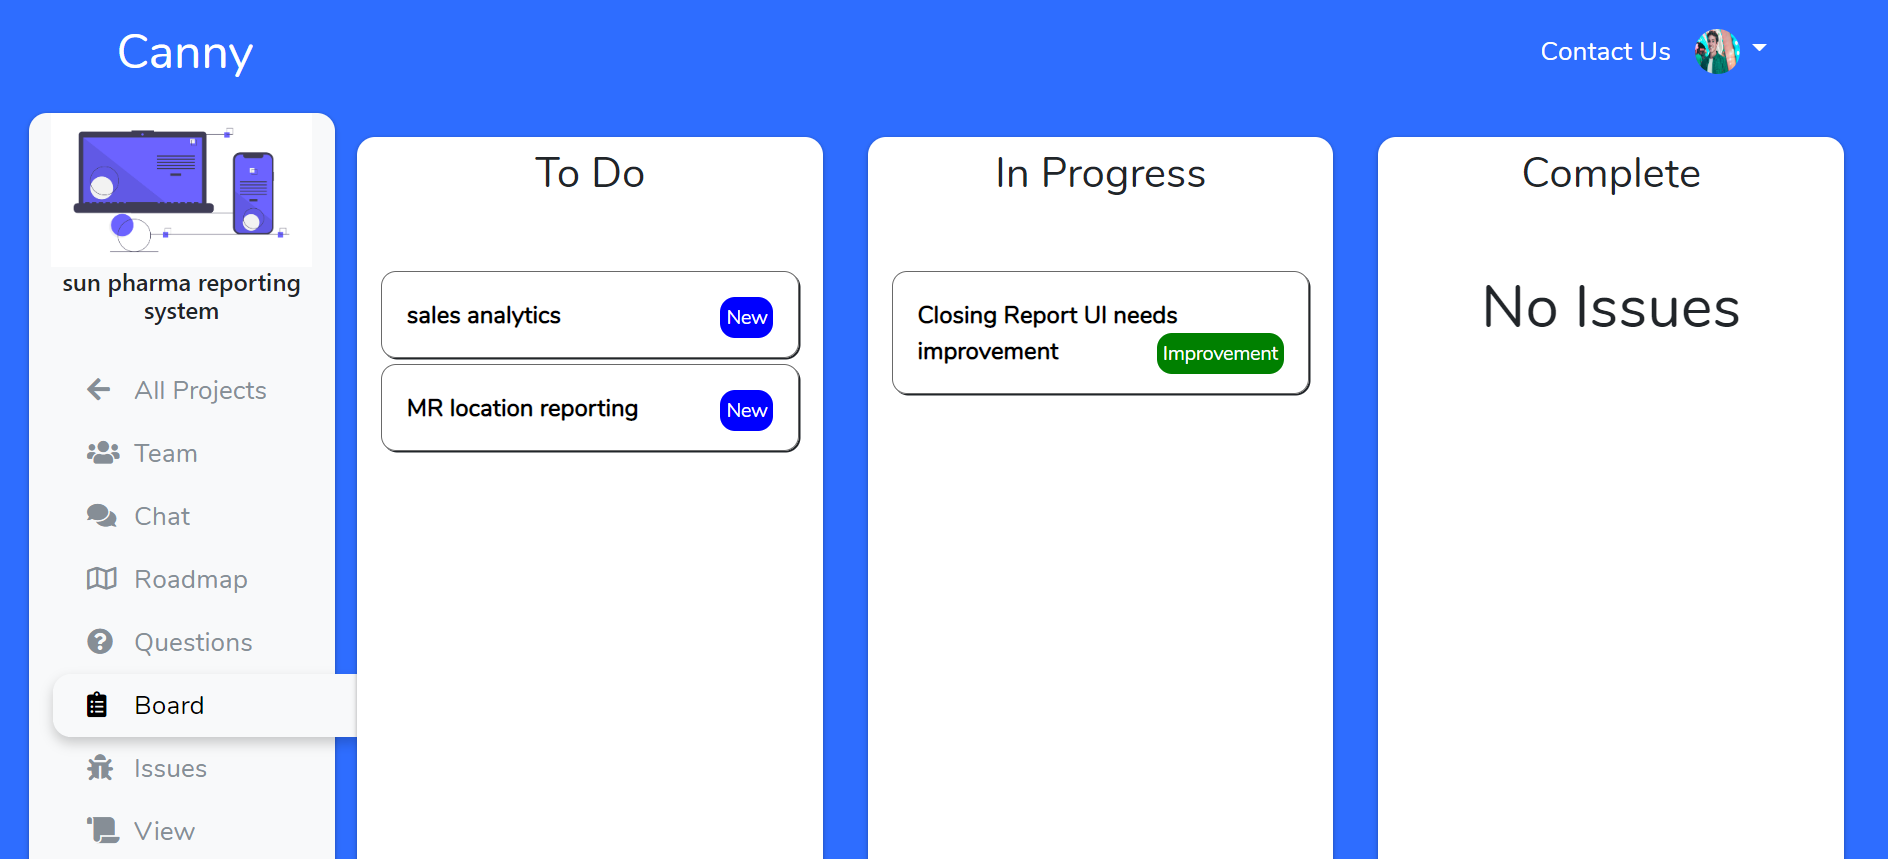 Canny
Contact Us
sun pharma reporting
system
All Projects
Team
Chat
Roadmap
Questions
Board
Issues
View
To Do
sales analytics
New
MR location reporting
New
In Progress
Closing Report UI needs
improvement
Improvement
Complete
No Issues